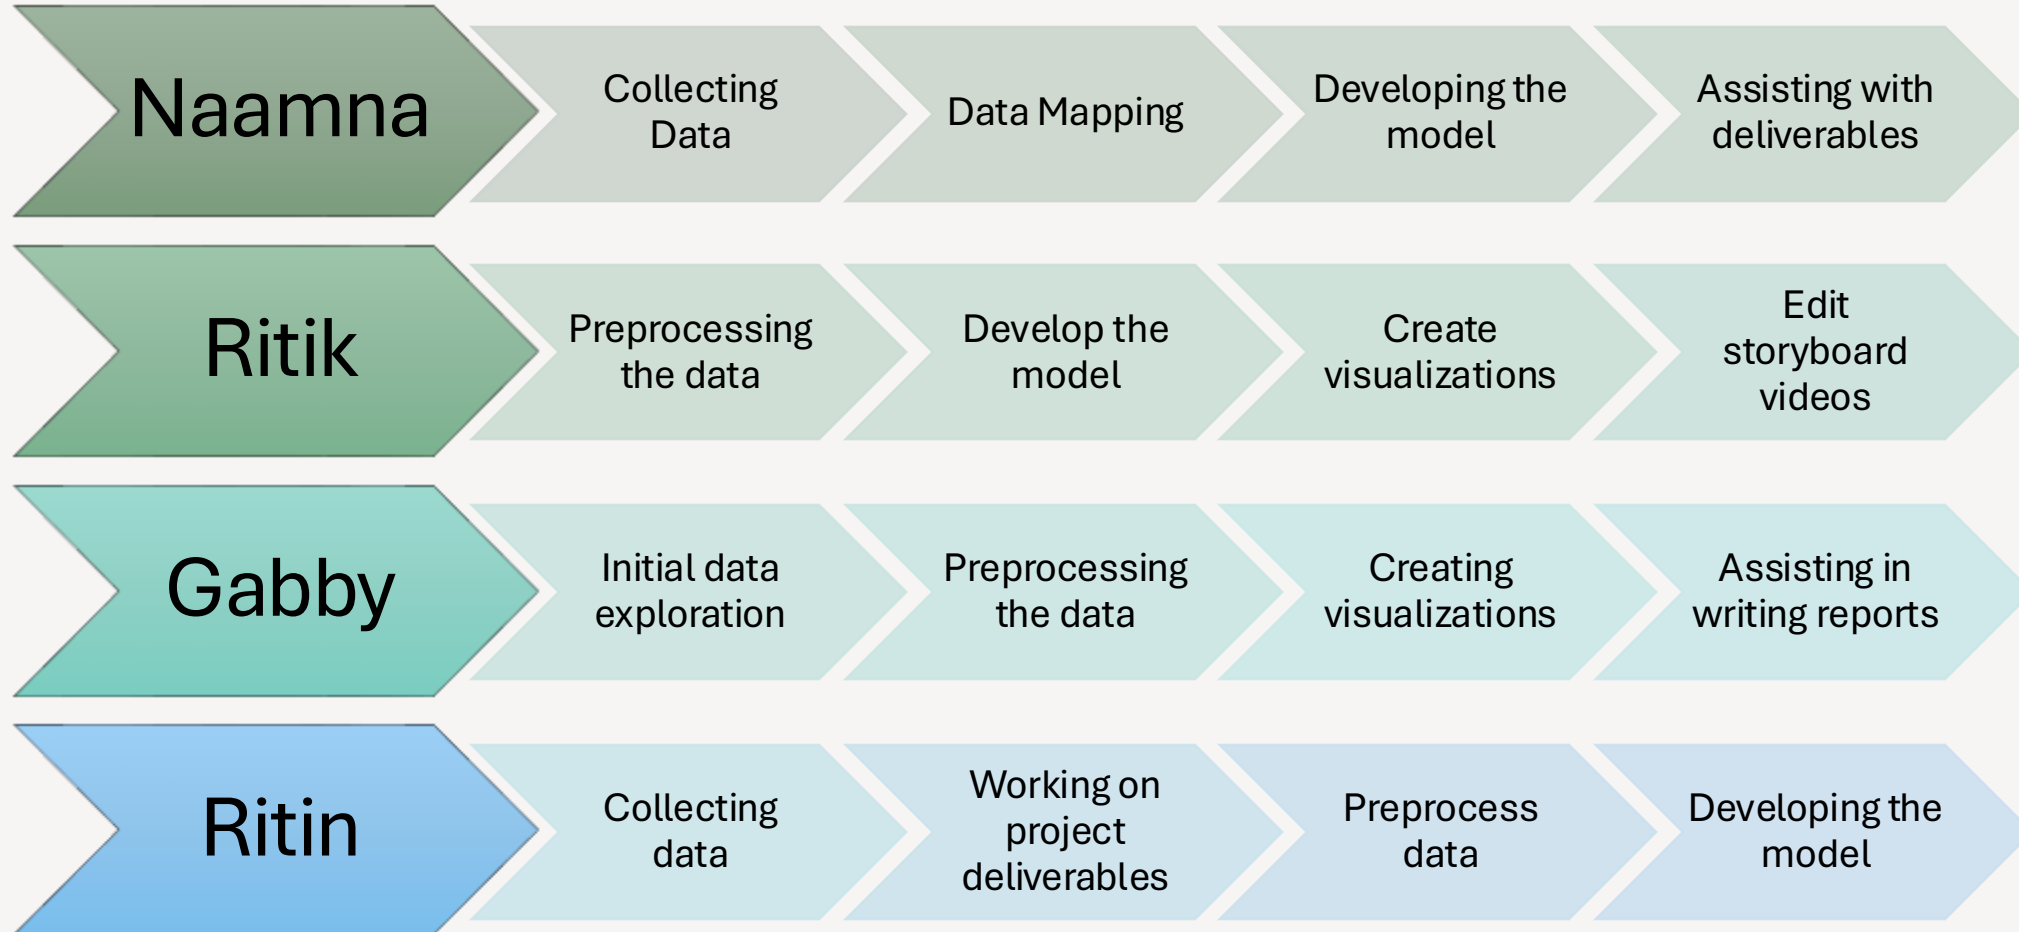 Naamna
Collecting
Data
Data Mapping
Developing the
model
Assisting with
deliverables
Ritik
Preprocessing
the data
Develop the
model
Create
visualizations
Edit
storyboard
videos
Gabby
Initial data
exploration
Preprocessing
the data
Creating
visualizations
Assisting in
writing reports
Ritin
Collecting
data
Working on
project
deliverables
Preprocess
data
Developing the
model